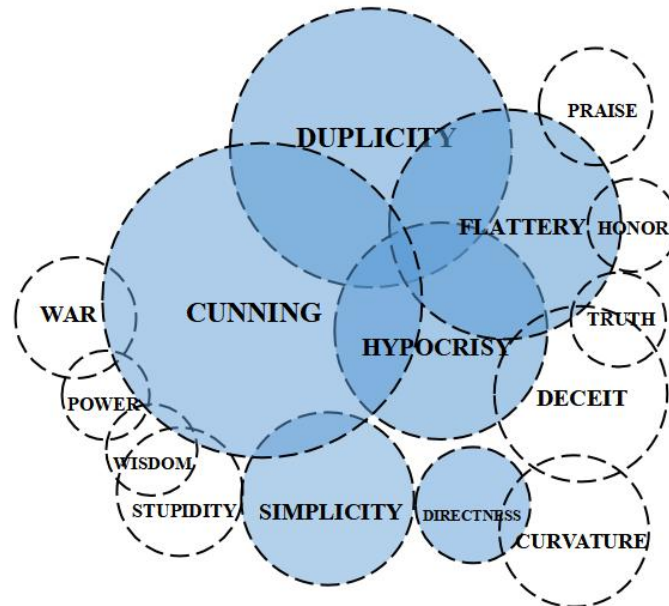 PRAISE
DUPLICITY
FLATTERY
HONOR
WAR
CUNNING
TRUTH
HYPOCRISY
DECEIT
POWER
WISDOM
STUPIDITY
SIMPLICITY
DIRECTNESS
CURVATURE